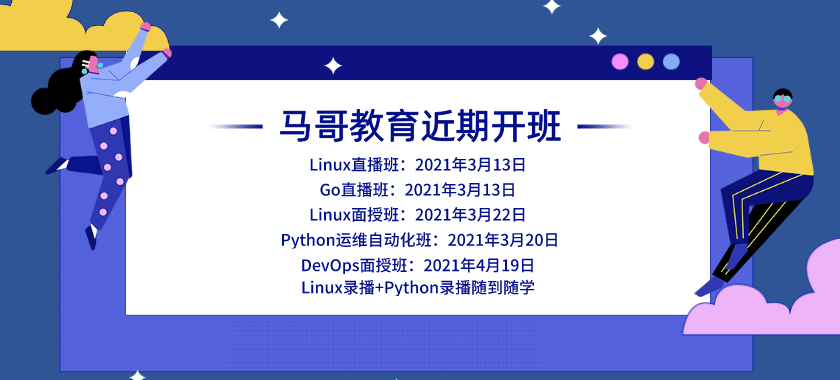 马哥教育近期开班
Linux直播班：2021年3月13日
Go直播班：2021年3月13日
Linux面授班：2021年3月22日
Python运维自动化班：2021年3月20日
DevOps面授班：2021年4月19日
Linux录播+Python录播随到随学